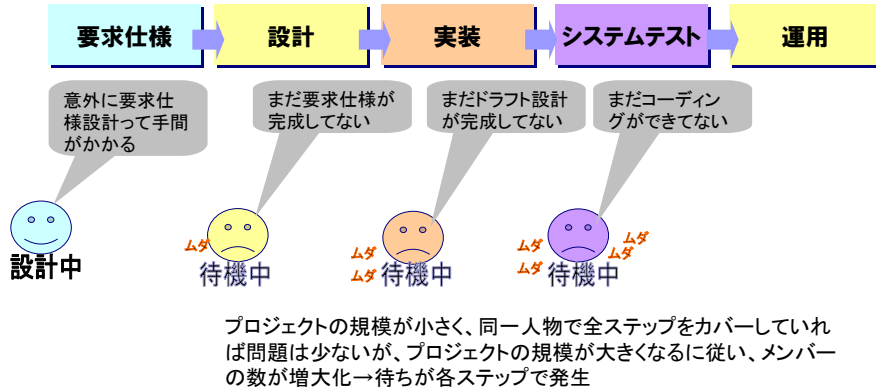 要求仕様
設計
実装
システムテスト
運用
意外に要求仕
様設計って手間
がかかる
まだ要求仕様が
完成してない
まだドラフト設計
が完成してない
まだコーディン
グができてない
設計中
ムダ
待機中
ムダ
ムダ
待機中
ムダ
ムダ
ムダ
ムダ
待機中
プロジェクトの規模が小さく、同一人物で全ステップをカバーしていれ
ば問題は少ないが、プロジェクトの規模が大きくなるに従い、メンバー
の数が増大化→待ちが各ステップで発生